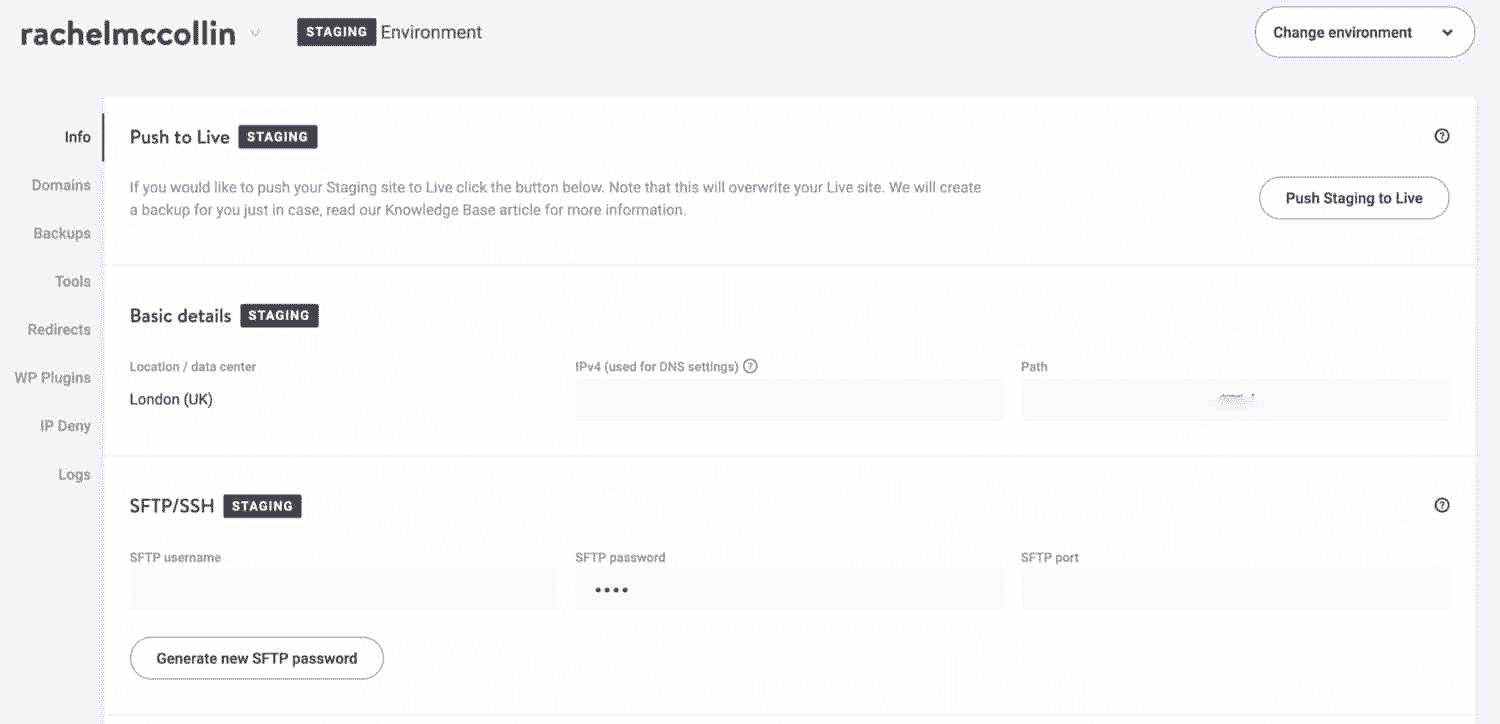 rachelmccollin STAGING Environment Change environment
Info
Domains
Backups
Tools
Redirects
WP Plugins
IP Deny
Logs
Push to Live STAGING
If you would like to push your Staging site to Live click the button below. Note that this will overwrite your Live site. We will create
a backup for you just in case, read our Knowledge Base article for more information.
Push Staging to Live
Basic details STAGING
Location / data center IPv4 (used for DNS settings) ? Path
London (UK)
SFTP/SSH STAGING
SFTP username SFTP password SFTP port
••••
Generate new SFTP password